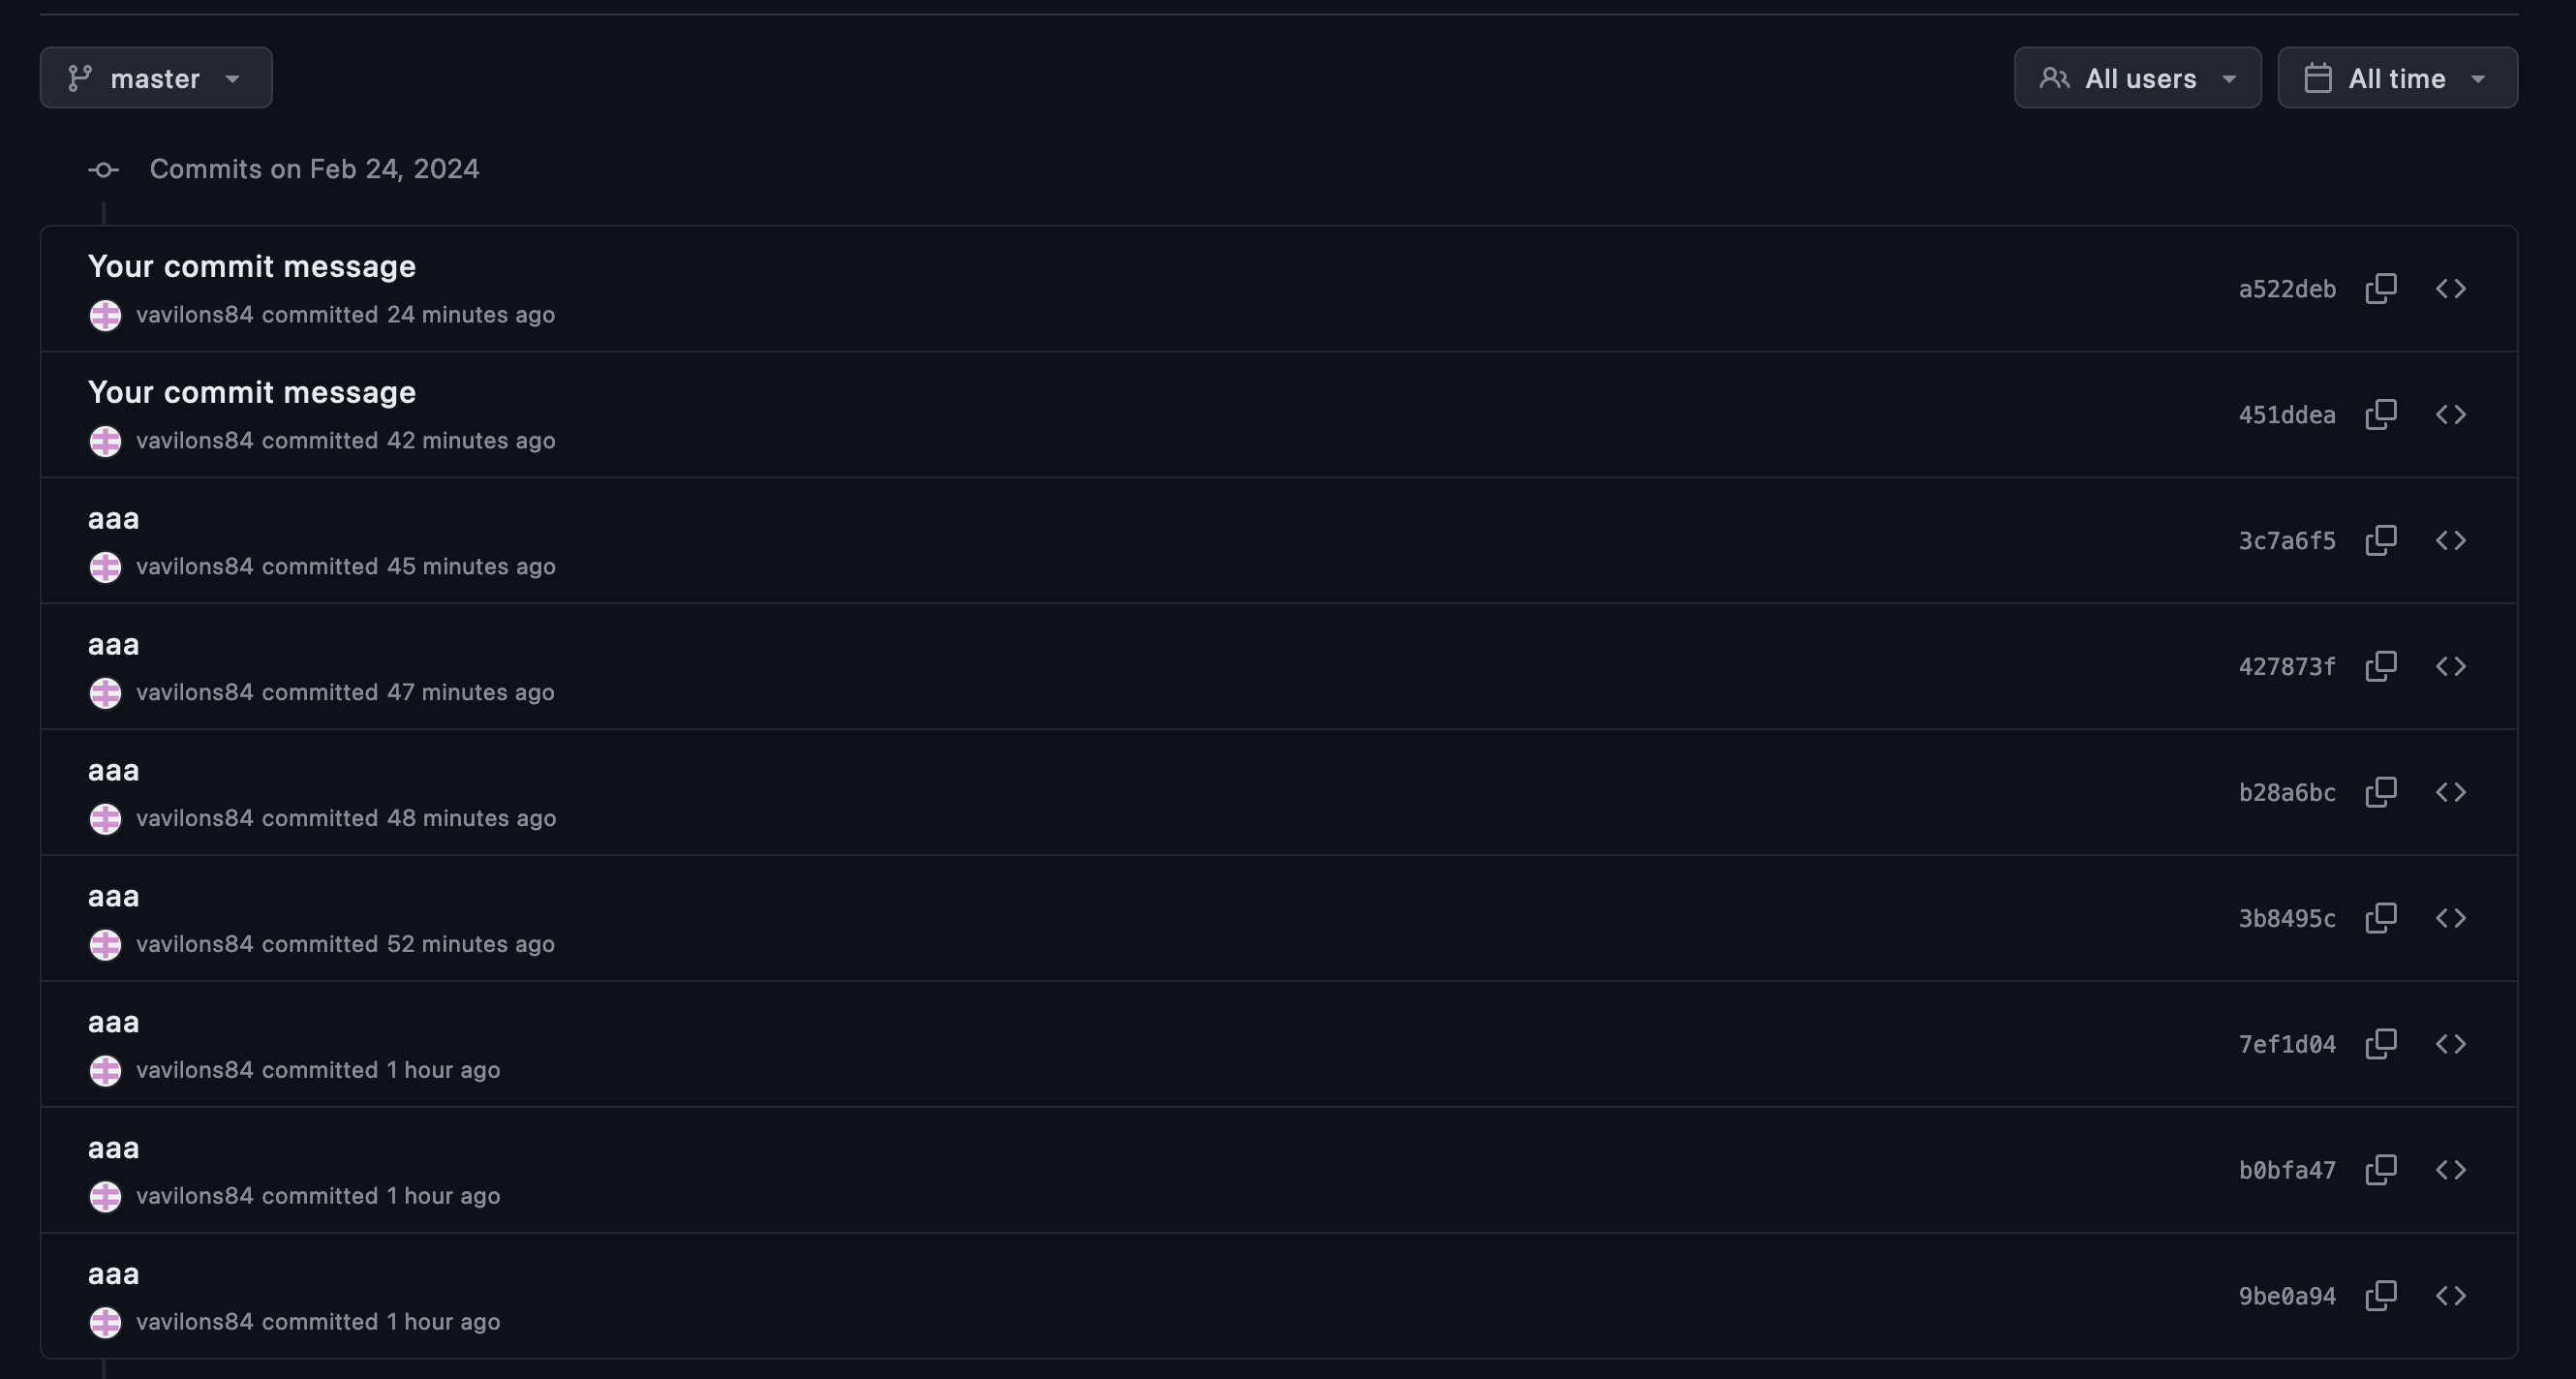 master
All users
All time
Commits on Feb 24, 2024
Your commit message
vavilons84 committed 24 minutes ago
a522deb
Your commit message
vavilons84 committed 42 minutes ago
451ddea
aaa
vavilons84 committed 45 minutes ago
3c7a6f5
aaa
vavilons84 committed 47 minutes ago
427873f
aaa
vavilons84 committed 48 minutes ago
b28a6bc
aaa
vavilons84 committed 52 minutes ago
3b8495c
aaa
vavilons84 committed 1 hour ago
7ef1d04
aaa
vavilons84 committed 1 hour ago
b0bfa47
aaa
vavilons84 committed 1 hour ago
9be0a94